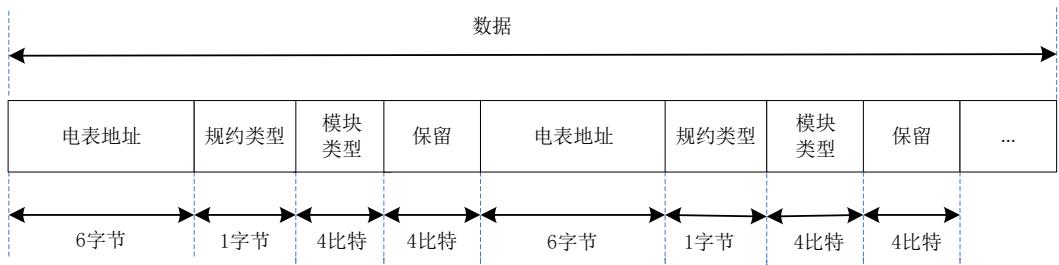 数据
电表地址
规约类型
模块
类型
保留
电表地址
规约类型
模块
类型
保留
...
6字节
1字节
4比特
4比特
6字节
1字节
4比特
4比特